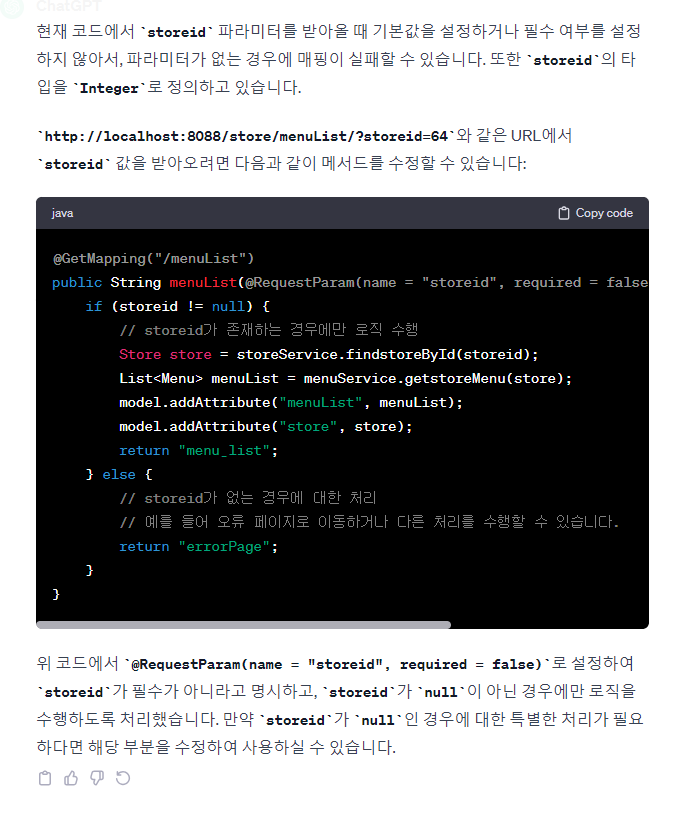 ChatGPT
현재 코드에서 `storeid` 파라미터를 받아올 때 기본값을 설정하거나 필수 여부를 설정
하지 않아서, 파라미터가 없는 경우에 매핑이 실패할 수 있습니다. 또한 `storeid`의 타
입을 `Integer`로 정의하고 있습니다.
`http://localhost:8088/store/menuList/?storeid=64`와 같은 URL에서
`storeid` 값을 받아오려면 다음과 같이 메서드를 수정할 수 있습니다:
java Copy code
@GetMapping("/menuList")
public String menuList(@RequestParam(name = "storeid", required = false
if (storeid != null) {
// storeid가 존재하는 경우에만 로직 수행
Store store = storeService.findstoreById(storeid);
List<Menu> menuList = menuService.getstoreMenu(store);
model.addAttribute("menuList", menuList);
model.addAttribute("store", store);
return "menu_list";
} else {
// storeid가 없는 경우에 대한 처리
// 예를 들어 오류 페이지로 이동하거나 다른 처리를 수행할 수 있습니다.
return "errorPage";
}
}
위 코드에서 `@RequestParam(name = "storeid", required = false)`로 설정하여
`storeid`가 필수가 아니라고 명시하고, `storeid`가 `null`이 아닌 경우에만 로직을
수행하도록 처리했습니다. 만약 `storeid`가 `null`인 경우에 대한 특별한 처리가 필요
하다면 해당 부분을 수정하여 사용하실 수 있습니다.